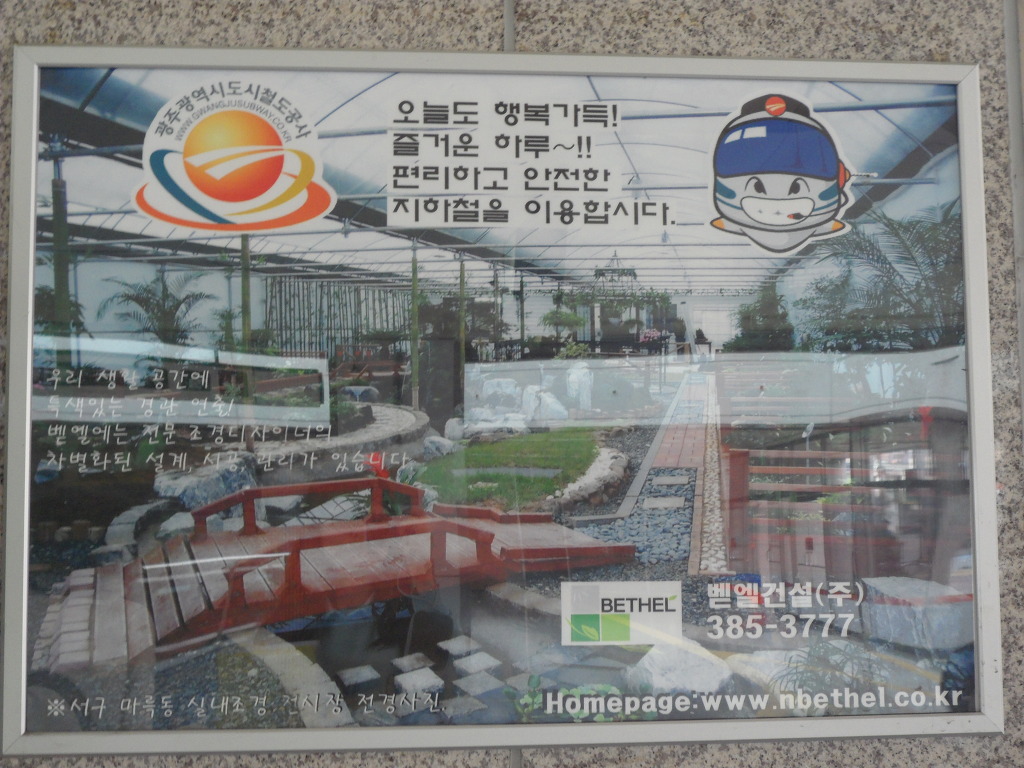 광주광역시도시철도공사
WWW.GWANGJUSUBWAY.CO.KR
오늘도 행복가득!
즐거운 하루~!!
편리하고 안전한
지하철을 이용합시다.
우리 생활 공간에
특색있는 경관 연출!
벧엘에는 전문 조경디자이너의
차별화된 설계, 시공 관리가 있습니다
BETHEL
벧엘건설(주)
385-3777
※서구 마륵동 실내조경 전시장 전경사진.
Homepage:www.nbethel.co.kr